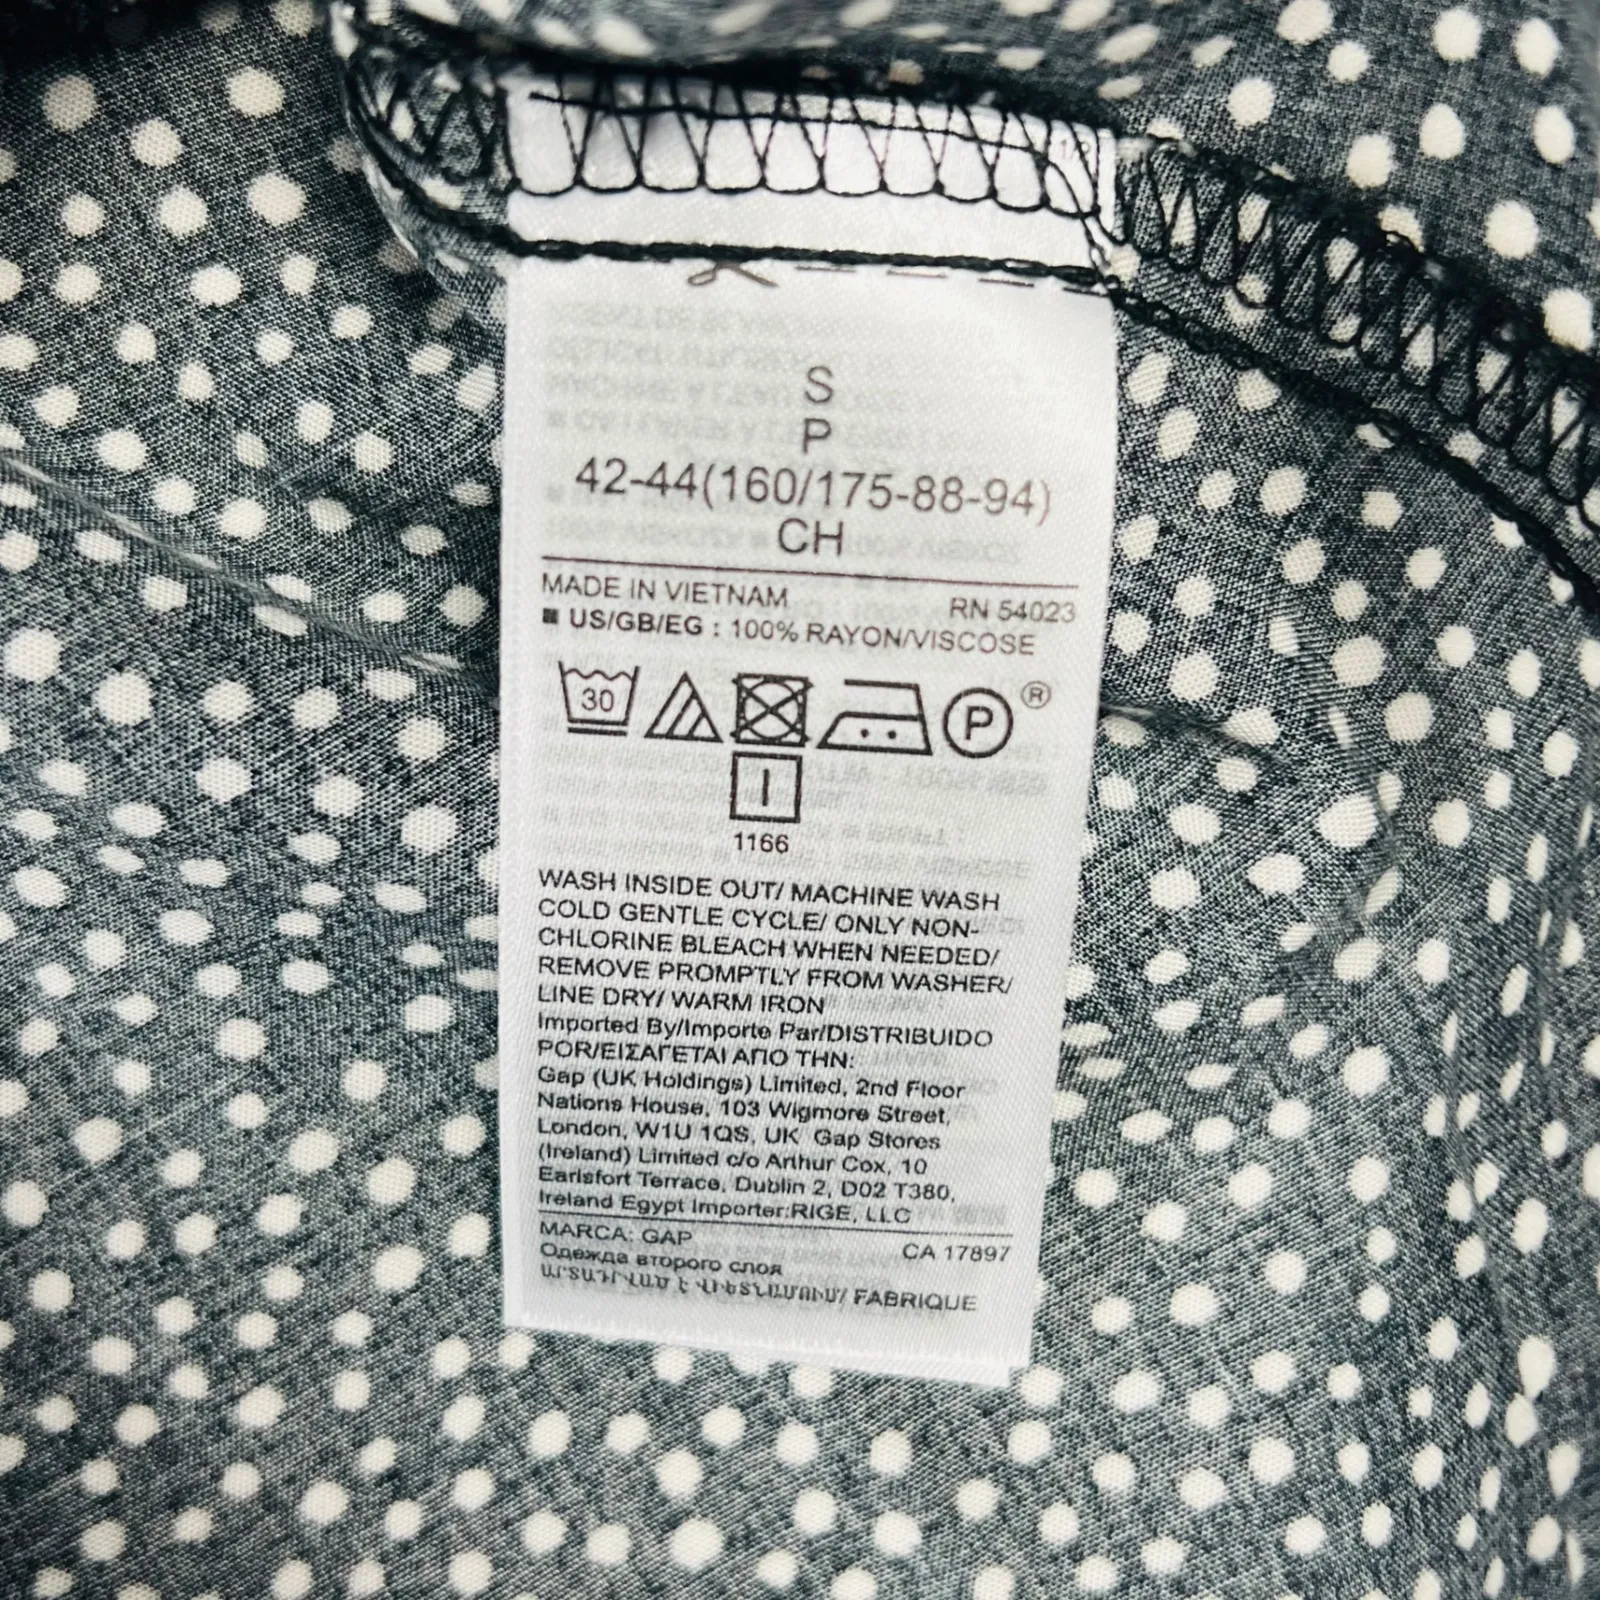 1/2
S
P
42-44(160/175-88-94)
CH
MADE IN VIETNAM RN 54023
■ US/GB/EG : 100% RAYON/VISCOSE
30 P ®
1166
WASH INSIDE OUT/ MACHINE WASH
COLD GENTLE CYCLE/ ONLY NON-
CHLORINE BLEACH WHEN NEEDED/
REMOVE PROMPTLY FROM WASHER/
LINE DRY/ WARM IRON
Imported By/Importe Par/DISTRIBUIDO
POR/ΕΙΣΑΓΕΤΑΙ ΑΠΟ ΤΗΝ:
Gap (UK Holdings) Limited, 2nd Floor
Nations House, 103 Wigmore Street,
London, W1U 1QS, UK Gap Stores
(Ireland) Limited c/o Arthur Cox, 10
Earlsfort Terrace, Dublin 2, D02 T380,
Ireland Egypt Importer:RIGE, LLC
MARCA: GAP CA 17897
Одежда второго слоя
ԱՐՏԱԴՐՎԱԾ Է ՎԻԵՏՆԱՄՈՒՄ/ FABRIQUE